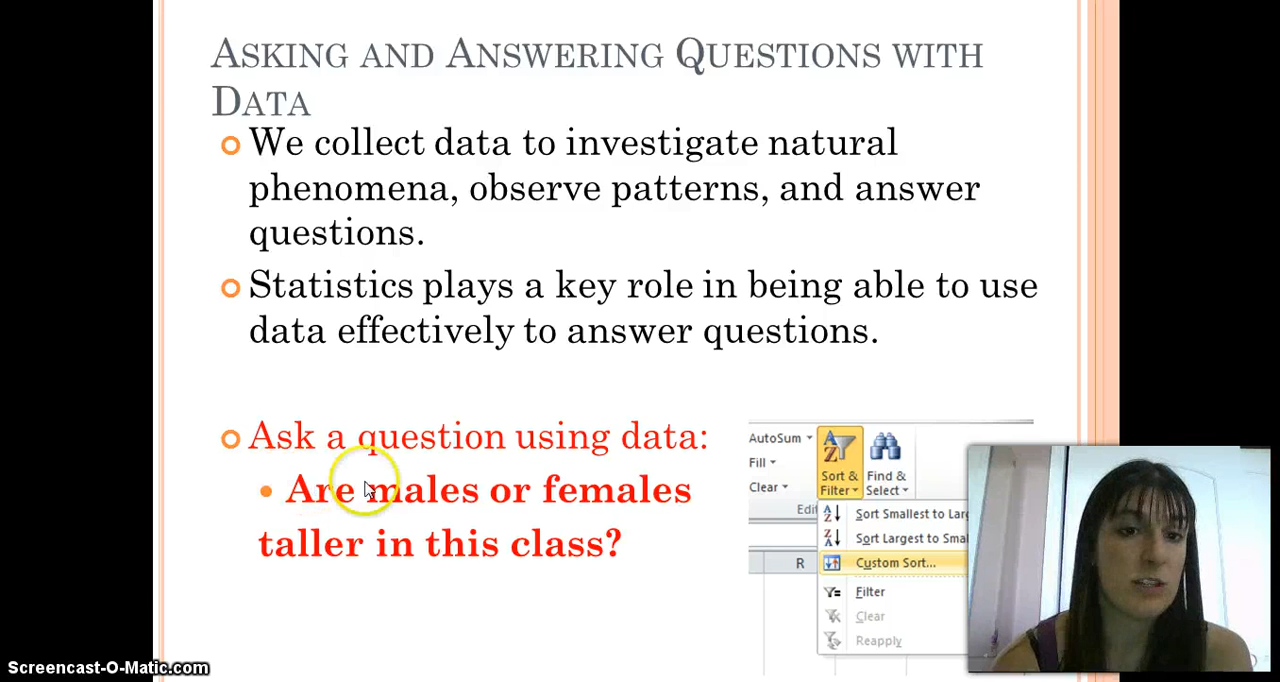 ASKING AND ANSWERING QUESTIONS WITH
DATA
We collect data to investigate natural
phenomena, observe patterns, and answer
questions.
Statistics plays a key role in being able to use
data effectively to answer questions.
Ask a question using data:
Are males or females
taller in this class?
AutoSum
Fill
Clear
Sort &
Filter
Find &
Select
Sort Smallest to
Sort Largest to
R
Custom Sort...
Filter
Clear
Reapply
Screencast-O-Matic.com